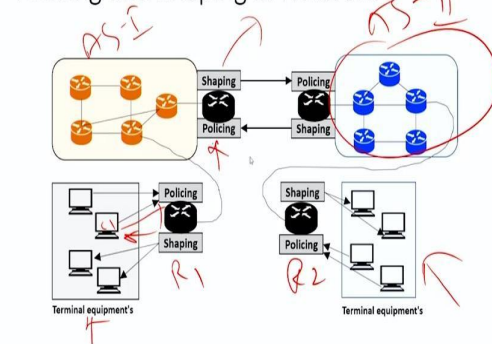 AS-I
AS-II
Shaping
Policing
Policing
Shaping
Policing
Shaping
R1
Shaping
Policing
R2
Terminal equipment's
Terminal equipment's